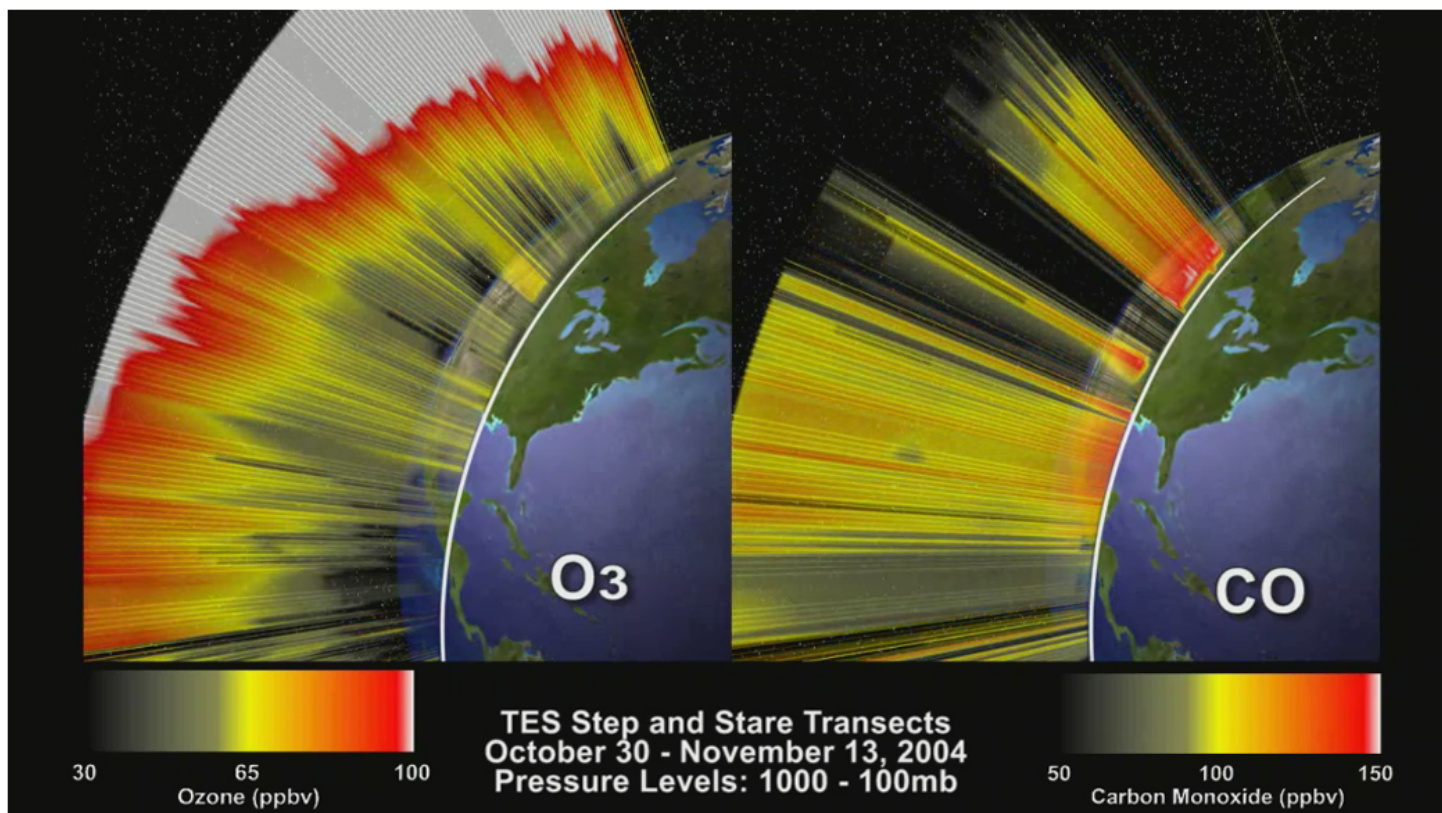 O3
CO
30 65 100
Ozone (ppbv)
TES Step and Stare Transects
October 30 - November 13, 2004
Pressure Levels: 1000 - 100mb
50 100 150
Carbon Monoxide (ppbv)